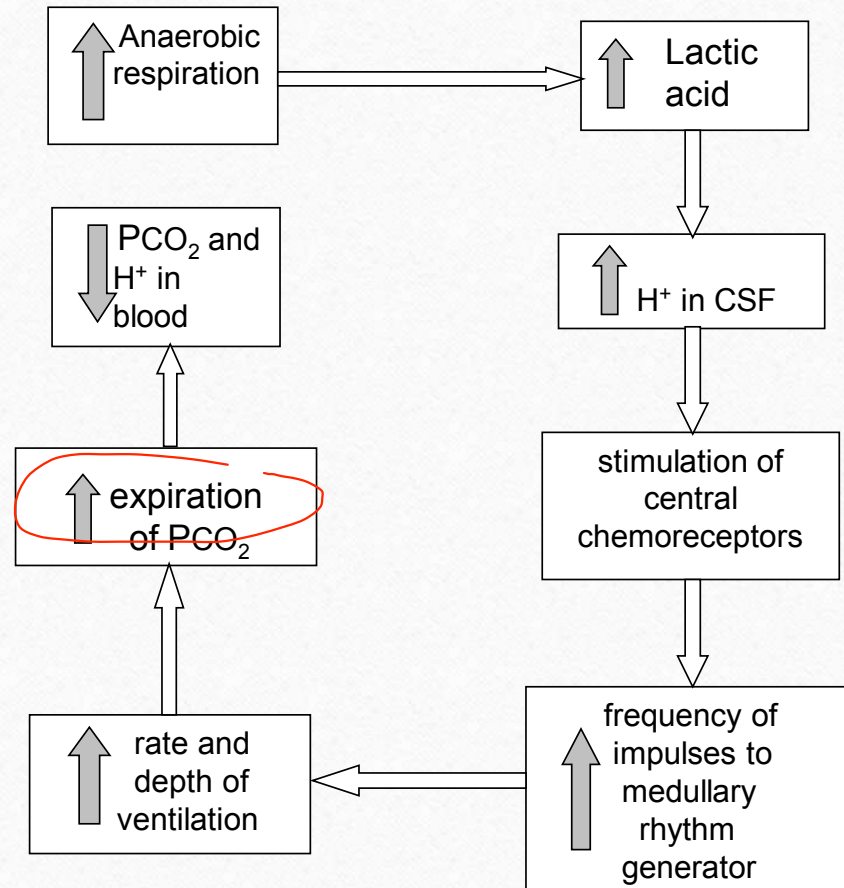 Anaerobic
respiration
Lactic
acid
H⁺ in CSF
stimulation of
central
chemoreceptors
frequency of
impulses to
medullary
rhythm
generator
rate and
depth of
ventilation
expiration
of PCO₂
PCO₂ and
H⁺ in
blood